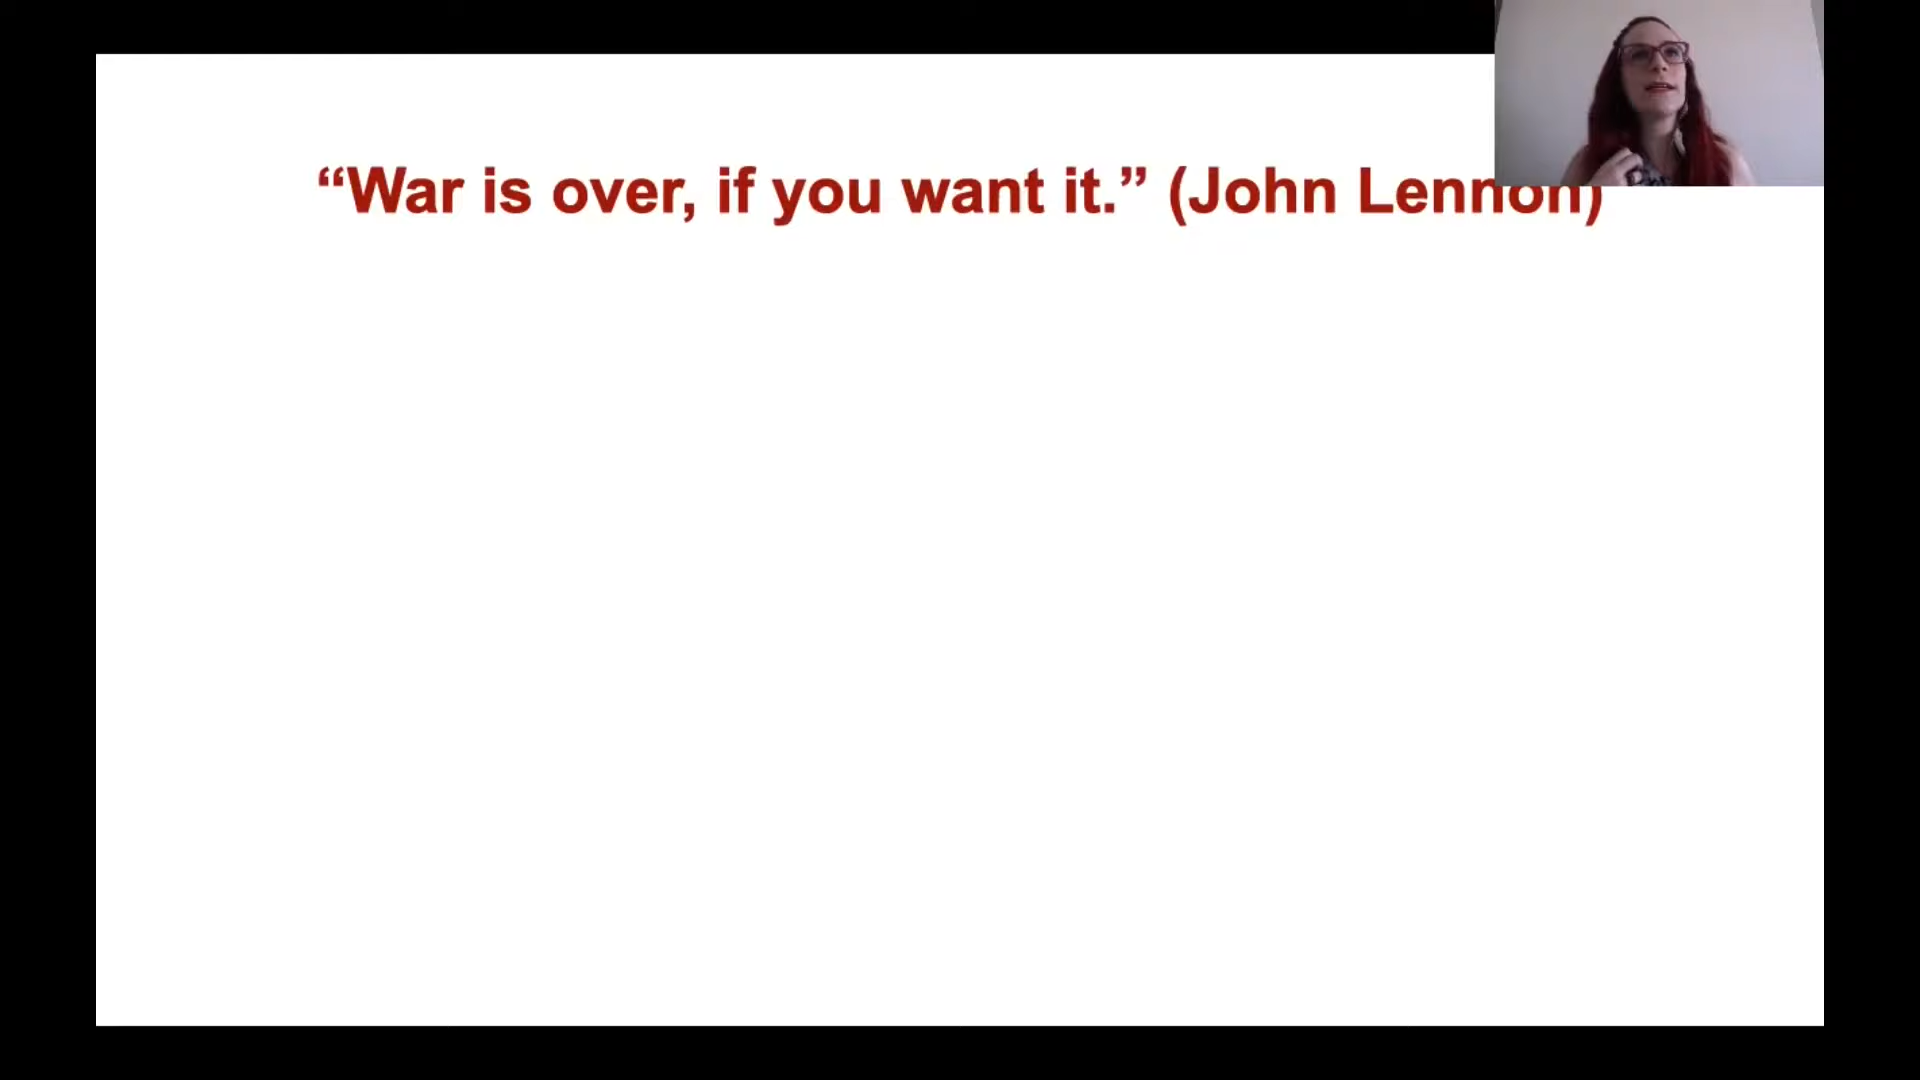 “War is over, if you want it.” (John Lennon)